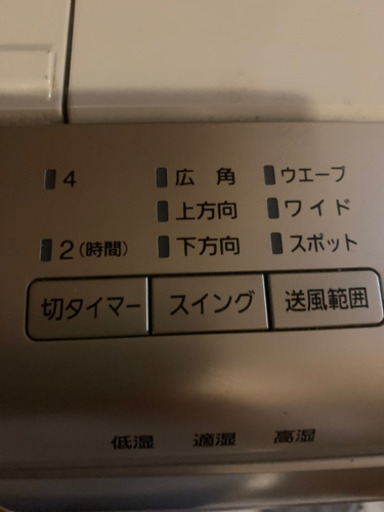 4 広角 ウエーブ
上方向 ワイド
2(時間) 下方向 スポット
切タイマー スイング 送風範囲
低湿 適湿 高湿